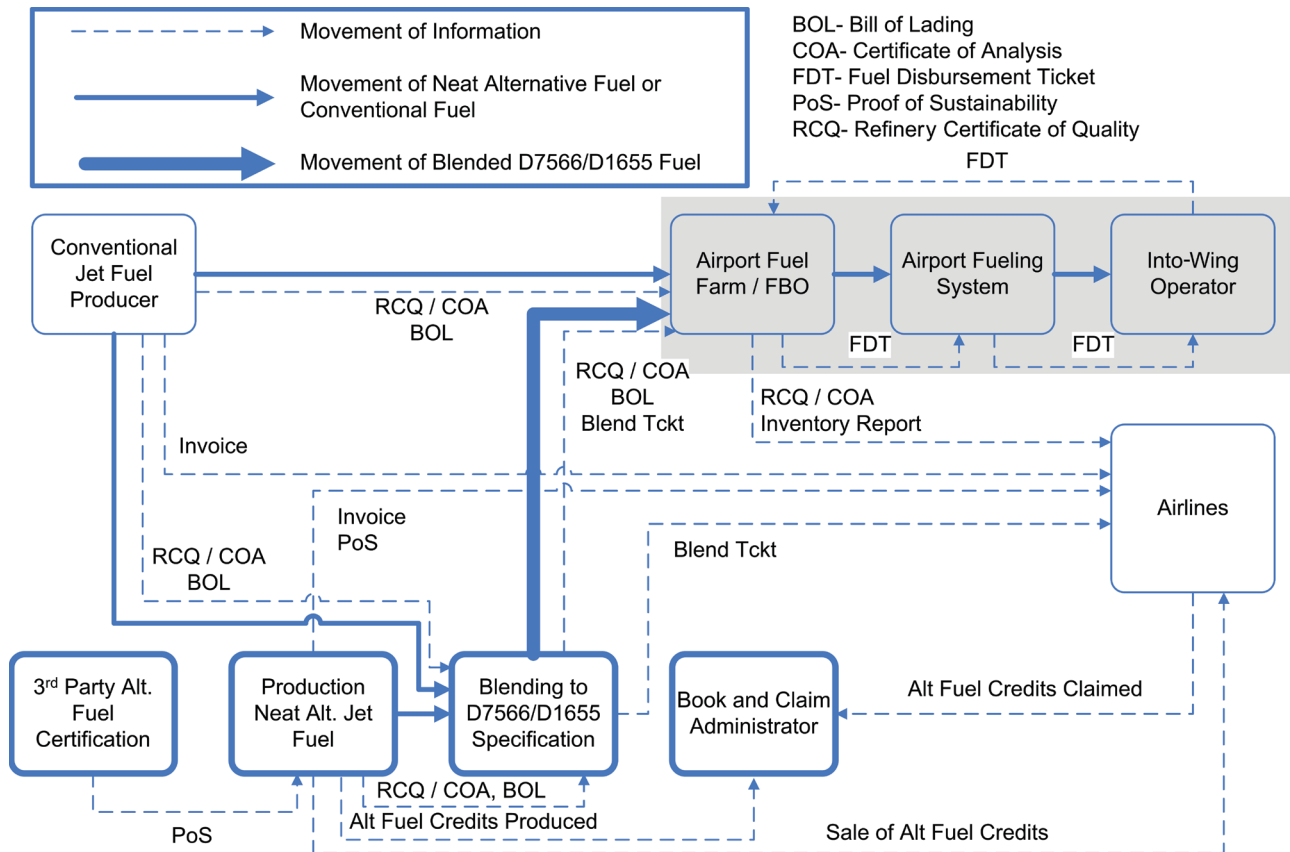 Movement of Information
Movement of Neat Alternative Fuel or
Conventional Fuel
Movement of Blended D7566/D1655 Fuel
BOL- Bill of Lading
COA- Certificate of Analysis
FDT- Fuel Disbursement Ticket
PoS- Proof of Sustainability
RCQ- Refinery Certificate of Quality
FDT
Conventional
Jet Fuel
Producer
Airport Fuel
Farm / FBO
Airport Fueling
System
Into-Wing
Operator
RCQ / COA
BOL
FDT
FDT
RCQ / COA
BOL
Blend Tckt
RCQ / COA
Inventory Report
Invoice
Airlines
Invoice
PoS
Blend Tckt
RCQ / COA
BOL
3rd Party Alt.
Fuel
Certification
Production
Neat Alt. Jet
Fuel
Blending to
D7566/D1655
Specification
Book and Claim
Administrator
Alt Fuel Credits Claimed
RCQ / COA, BOL
Alt Fuel Credits Produced
PoS
Sale of Alt Fuel Credits